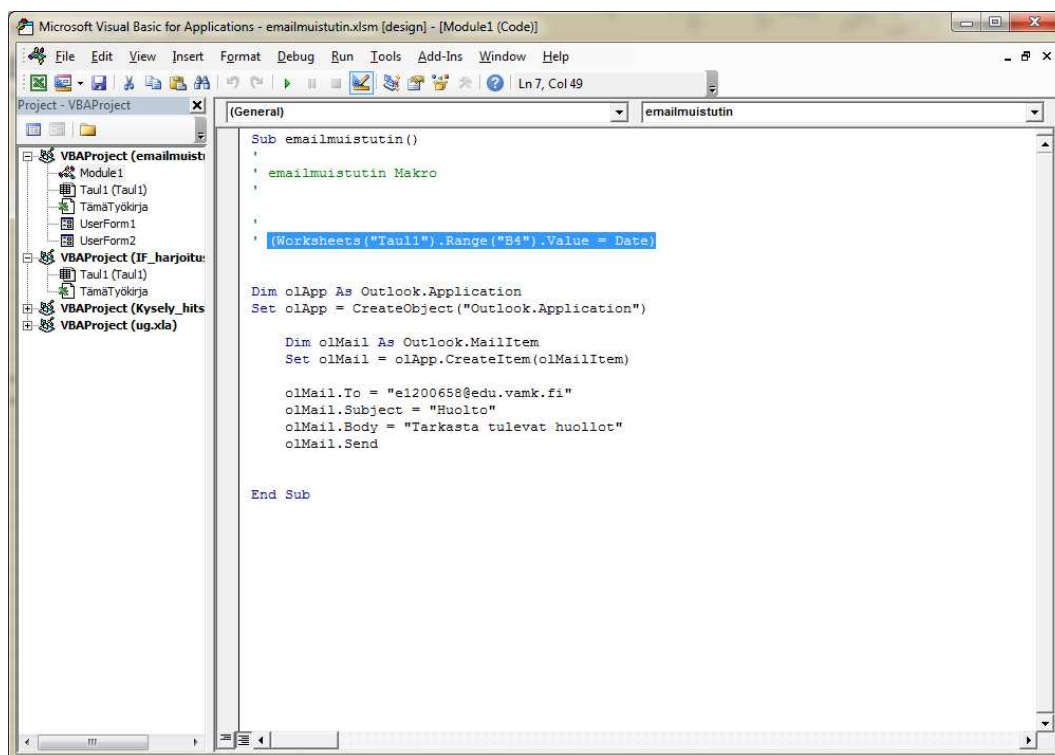 Microsoft Visual Basic for Applications - emailmuistutin.xlsm [design] - [Module1 (Code)]
File Edit View Insert Format Debug Run Tools Add-Ins Window Help
Ln 7, Col 49
Project - VBAProject
VBAProject (emailmuist
Module1
Taul1 (Taul1)
TämäTyökirja
UserForm1
UserForm2
VBAProject (IF_harjoitu
Taul1 (Taul1)
TämäTyökirja
VBAProject (Kysely_hits
VBAProject (ug.xla)
(General) emailmuistutin
Sub emailmuistutin()
'
' emailmuistutin Makro
'
'
' (Worksheets("Taul1").Range("B4").Value = Date)
Dim olApp As Outlook.Application
Set olApp = CreateObject("Outlook.Application")
Dim olMail As Outlook.MailItem
Set olMail = olApp.CreateItem(olMailItem)
olMail.To = "e1200658@edu.vamk.fi"
olMail.Subject = "Huolto"
olMail.Body = "Tarkasta tulevat huollot"
olMail.Send
End Sub